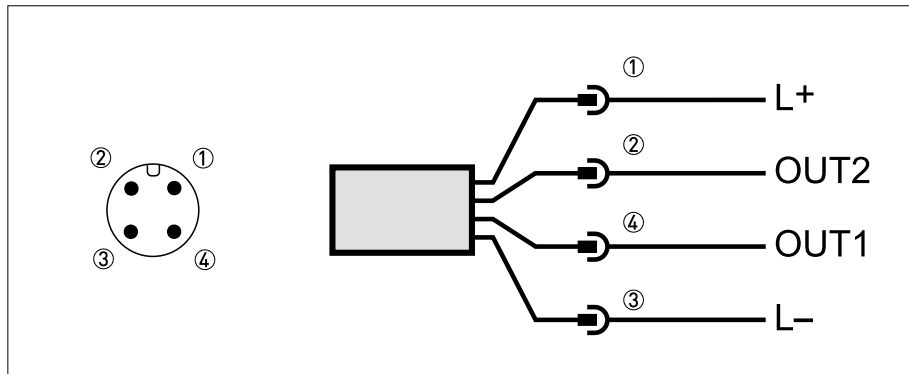 ② ①
③ ④
① L+
② OUT2
④ OUT1
③ L–